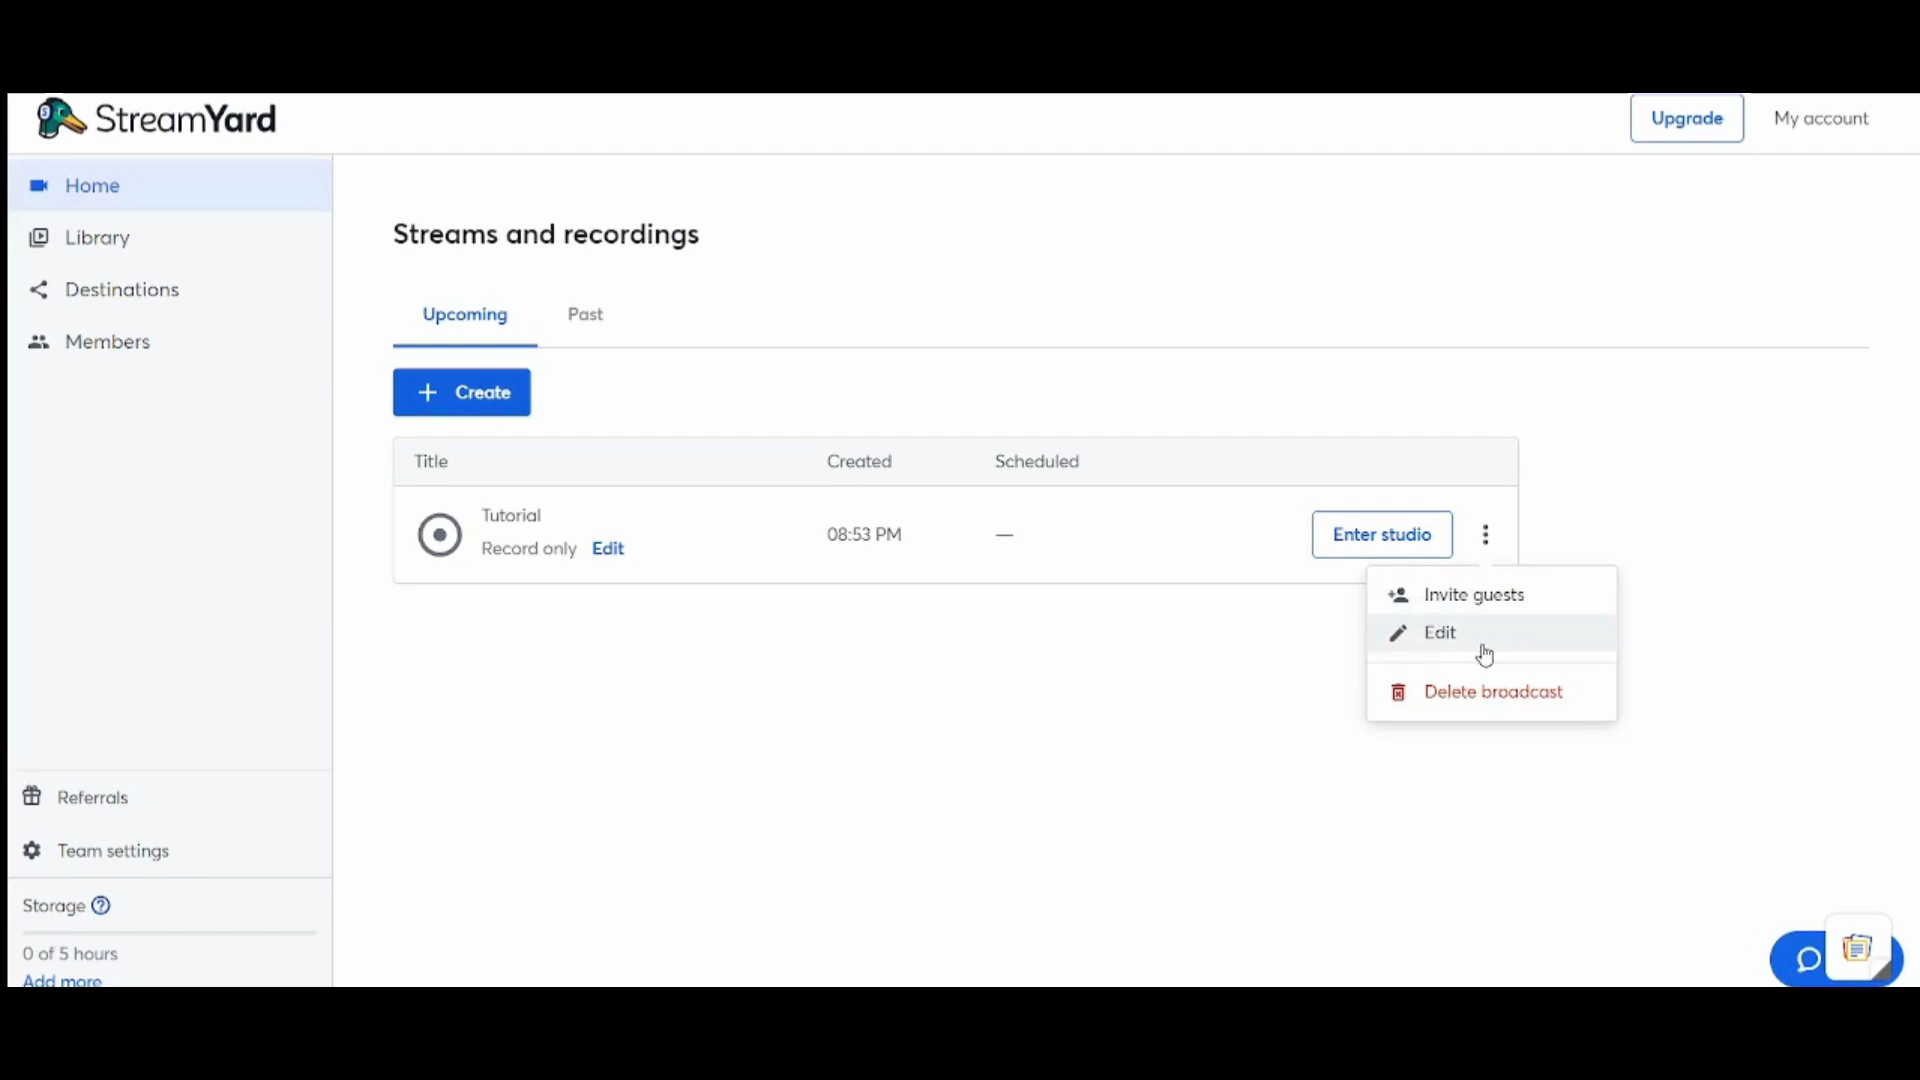 StreamYard
Upgrade
My account
Home
Library
Destinations
Members
Streams and recordings
Upcoming
Past
+ Create
Title
Created
Scheduled
Tutorial
Record only Edit
08:53 PM
—
Enter studio
Invite guests
Edit
Delete broadcast
Referrals
Team settings
Storage ?
0 of 5 hours
Add more